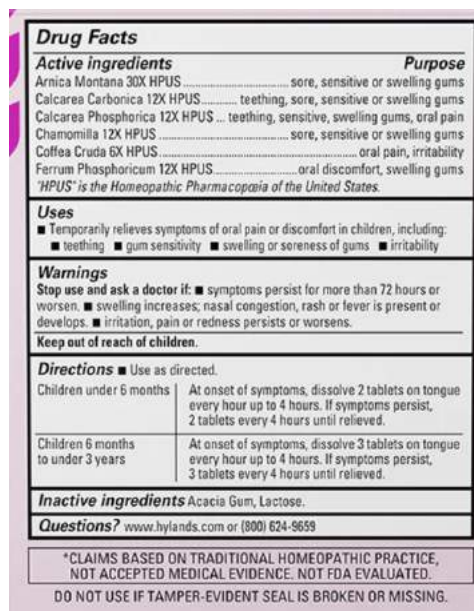 Drug Facts
Active ingredients Purpose
Arnica Montana 30X HPUS ........................ sore, sensitive or swelling gums
Calcarea Carbonica 12X HPUS........... teething, sore, sensitive or swelling gums
Calcarea Phosphorica 12X HPUS ... teething, sensitive, swelling gums, oral pain
Chamomilla 12X HPUS ........................ sore, sensitive or swelling gums
Coffea Cruda 6X HPUS ........................ oral pain, irritability
Ferrum Phosphoricum 12X HPUS ........................ oral discomfort, swelling gums
"HPUS" is the Homeopathic Pharmacopœia of the United States.
Uses
■ Temporarily relieves symptoms of oral pain or discomfort in children, including:
■ teething ■ gum sensitivity ■ swelling or soreness of gums ■ irritability
Warnings
Stop use and ask a doctor if: ■ symptoms persist for more than 72 hours or
worsen. ■ swelling increases; nasal congestion, rash or fever is present or
develops. ■ irritation, pain or redness persists or worsens.
Keep out of reach of children.
Directions ■ Use as directed.
Children under 6 months At onset of symptoms, dissolve 2 tablets on tongue
every hour up to 4 hours. If symptoms persist,
2 tablets every 4 hours until relieved.
Children 6 months At onset of symptoms, dissolve 3 tablets on tongue
to under 3 years every hour up to 4 hours. If symptoms persist,
3 tablets every 4 hours until relieved.
Inactive ingredients Acacia Gum, Lactose.
Questions? www.hylands.com or (800) 624-9659
*CLAIMS BASED ON TRADITIONAL HOMEOPATHIC PRACTICE,
NOT ACCEPTED MEDICAL EVIDENCE. NOT FDA EVALUATED.
DO NOT USE IF TAMPER-EVIDENT SEAL IS BROKEN OR MISSING.